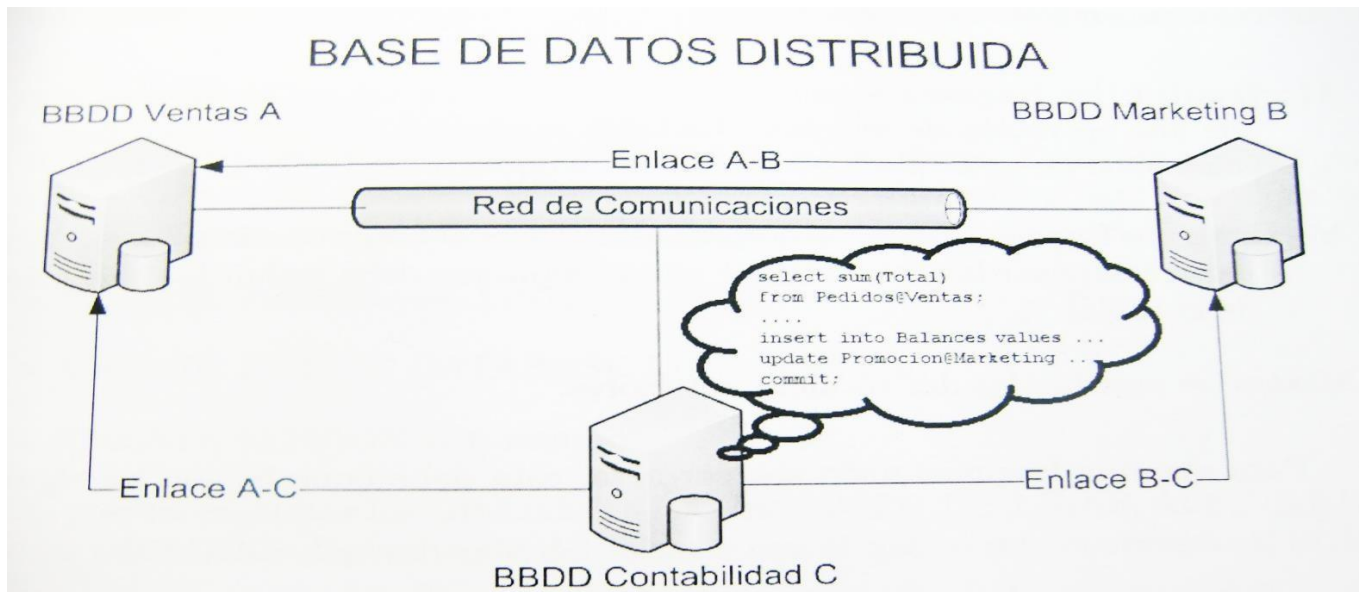 BASE DE DATOS DISTRIBUIDA
BBDD Ventas A
BBDD Marketing B
Enlace A-B
Red de Comunicaciones
select sum(Total)
from Pedidos@Ventas;
....
insert into Balances values ...
update Promocion@Marketing ...
commit;
Enlace A-C
Enlace B-C
BBDD Contabilidad C